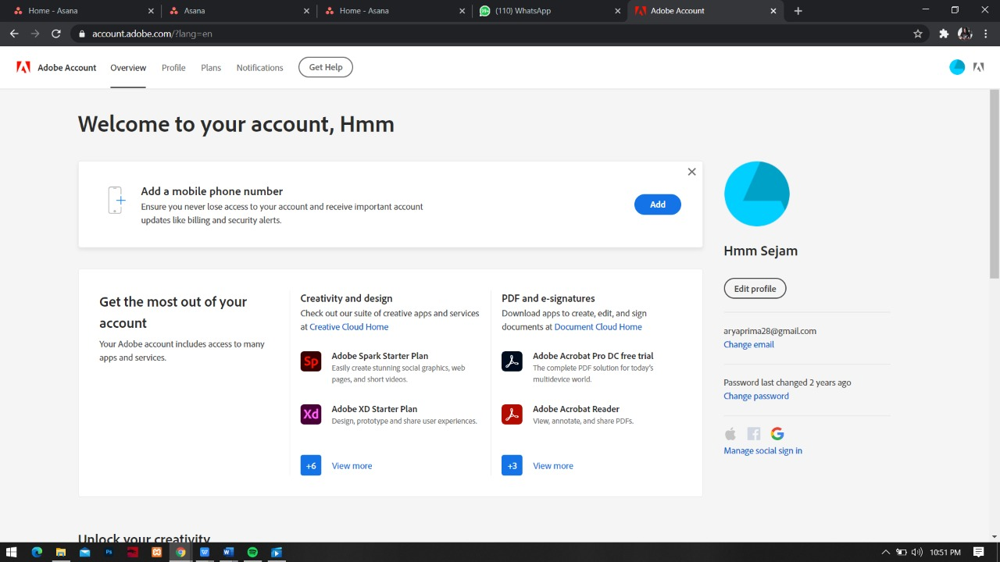 Home - Asana
Asana
Home - Asana
99+
(110) WhatsApp
Adobe Account
account.adobe.com/?lang=en
Adobe Account
Overview
Profile
Plans
Notifications
Get Help
Welcome to your account, Hmm
Add a mobile phone number
Ensure you never lose access to your account and receive important account
updates like billing and security alerts.
Add
Get the most out of your
account
Your Adobe account includes access to many
apps and services.
Creativity and design
Check out our suite of creative apps and services
at Creative Cloud Home
Sp
Adobe Spark Starter Plan
Easily create stunning social graphics, web
pages, and short videos.
Xd
Adobe XD Starter Plan
Design, prototype and share user experiences.
+6
View more
PDF and e-signatures
Download apps to create, edit, and sign
documents at Document Cloud Home
Adobe Acrobat Pro DC free trial
The complete PDF solution for today's
multidevice world.
Adobe Acrobat Reader
View, annotate, and share PDFs.
+3
View more
Hmm Sejam
Edit profile
aryaprima28@gmail.com
Change email
Password last changed 2 years ago
Change password
Manage social sign in
Unlock your creativity
Ps
W
10:51 PM